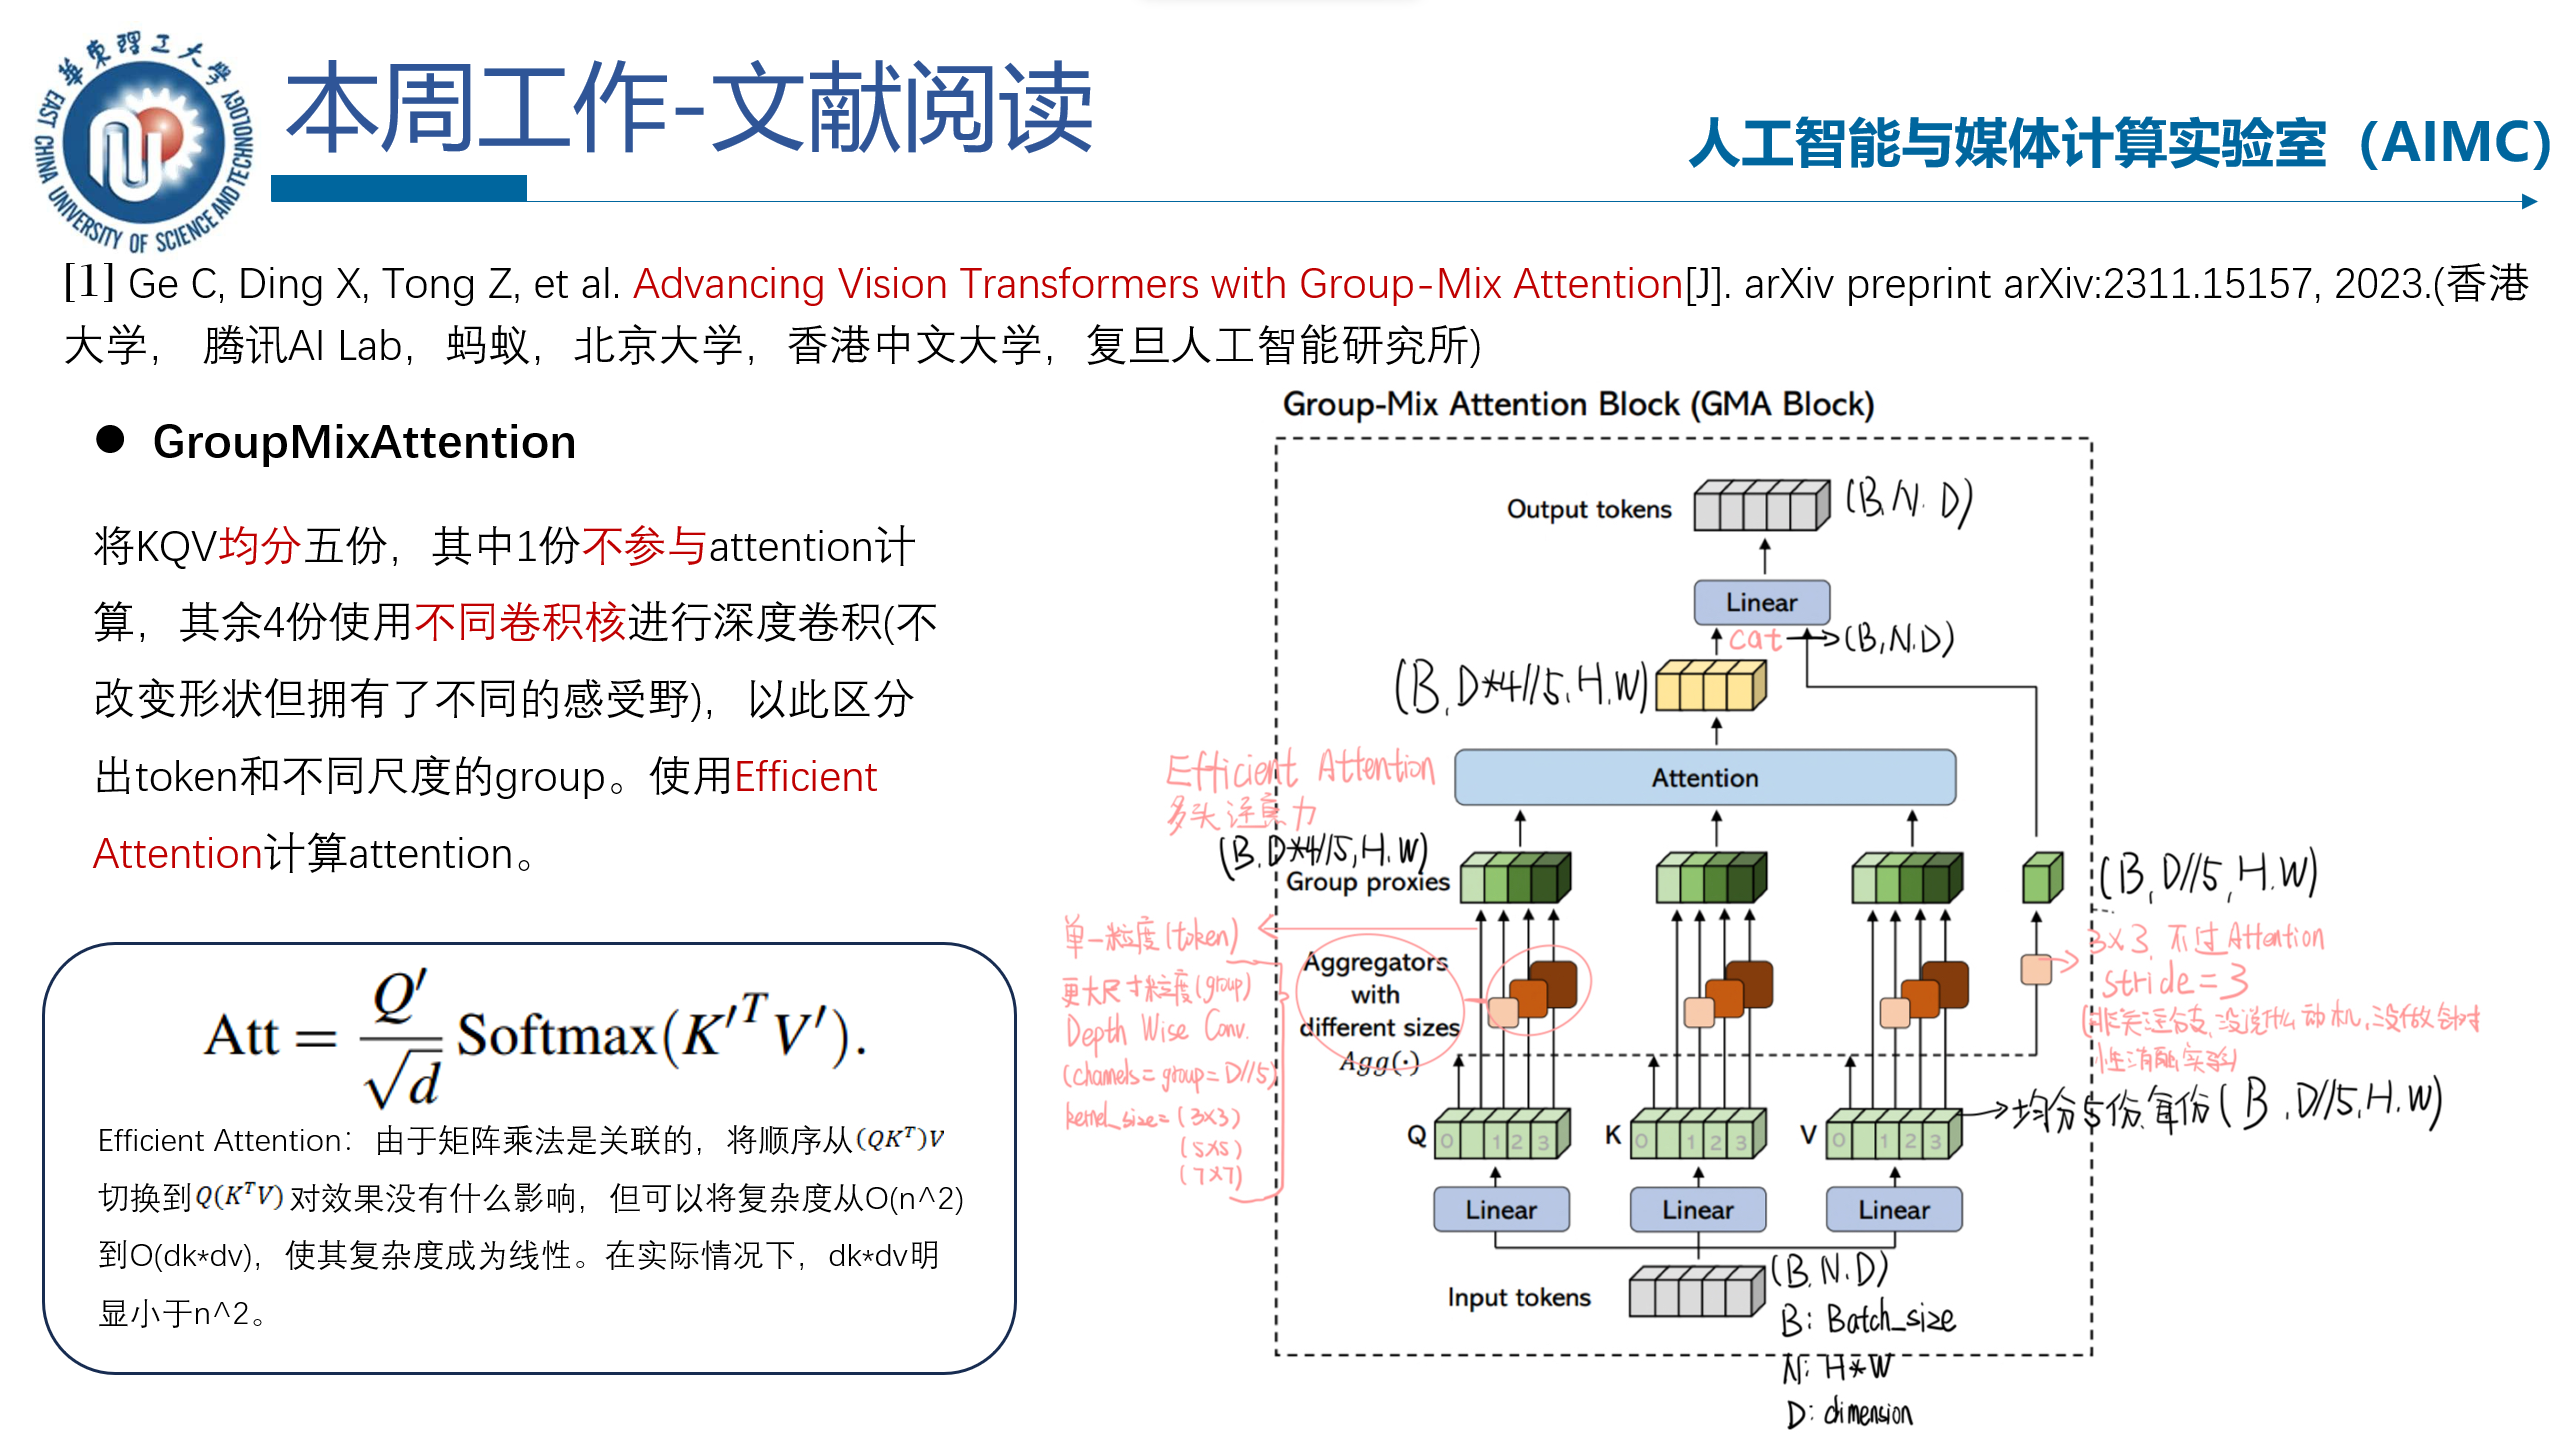 華東理工大學
EAST CHINA UNIVERSITY OF SCIENCE AND TECHNOLOGY
本周工作-文献阅读
人工智能与媒体计算实验室（AIMC）
[1] Ge C, Ding X, Tong Z, et al. Advancing Vision Transformers with Group-Mix Attention[J]. arXiv preprint arXiv:2311.15157, 2023.(香港
大学， 腾讯AI Lab，蚂蚁，北京大学，香港中文大学，复旦人工智能研究所)
● GroupMixAttention
将KQV均分五份，其中1份不参与attention计
算，其余4份使用不同卷积核进行深度卷积(不
改变形状但拥有了不同的感受野)，以此区分
出token和不同尺度的group。使用Efficient
Attention计算attention。
Att = Q′/√d Softmax(K′ᵀV′).
Efficient Attention：由于矩阵乘法是关联的，将顺序从(QKᵀ)V
切换到Q(KᵀV)对效果没有什么影响，但可以将复杂度从O(n^2)
到O(dk*dv)，使其复杂度成为线性。在实际情况下，dk*dv明
显小于n^2。
Group-Mix Attention Block (GMA Block)
Output tokens
(B,N.D)
Linear
cat
(B,N.D)
(B,D*4//5,H.W)
Efficient Attention
多头注意力
Attention
(B,D*4//5,H.W)
Group proxies
(B,D//5,H.W)
单一粒度(token)
更大尺寸粒度(group)
Depth Wise Conv.
(channels=group=D//5)
kernel_size=(3×3)
(5×5)
(7×7)
Aggregators
with
different sizes
Agg(·)
3×3 不过Attention
stride=3
(非关注分支,没说什么动机,没做针对
性消融实验)
均分5份,每份(B,D//5,H.W)
Q 0 1 2 3
K 0 1 2 3
V 0 1 2 3
Linear
Linear
Linear
Input tokens
(B,N.D)
B: Batch_size
N: H*W
D: dimension